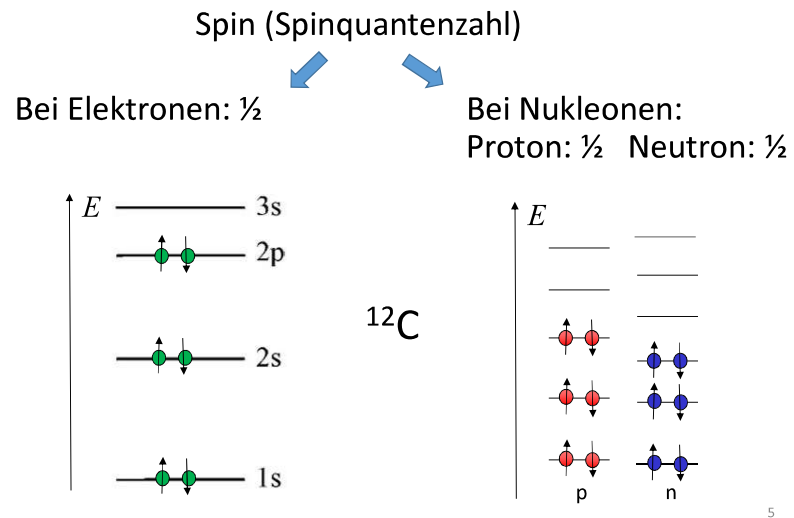 Spin (Spinquantenzahl)
Bei Elektronen: ½
Bei Nukleonen:
Proton: ½ Neutron: ½
E
3s
2p
2s
1s
¹²C
E
p
n
5